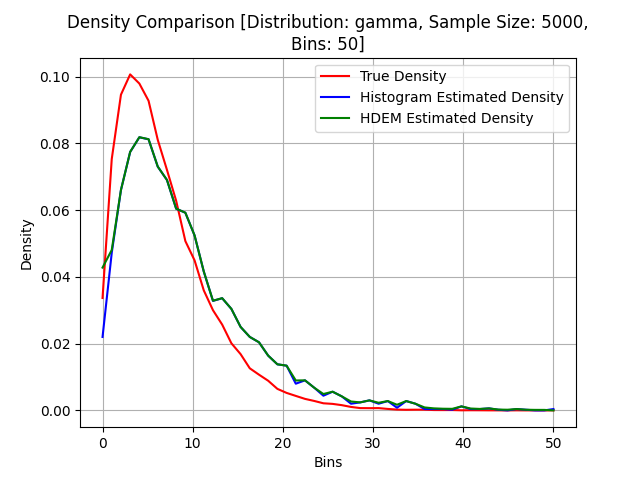 Density Comparison [Distribution: gamma, Sample Size: 5000,
Bins: 50]
True Density
Histogram Estimated Density
HDEM Estimated Density
Density
0.10
0.08
0.06
0.04
0.02
0.00
0 10 20 30 40 50
Bins